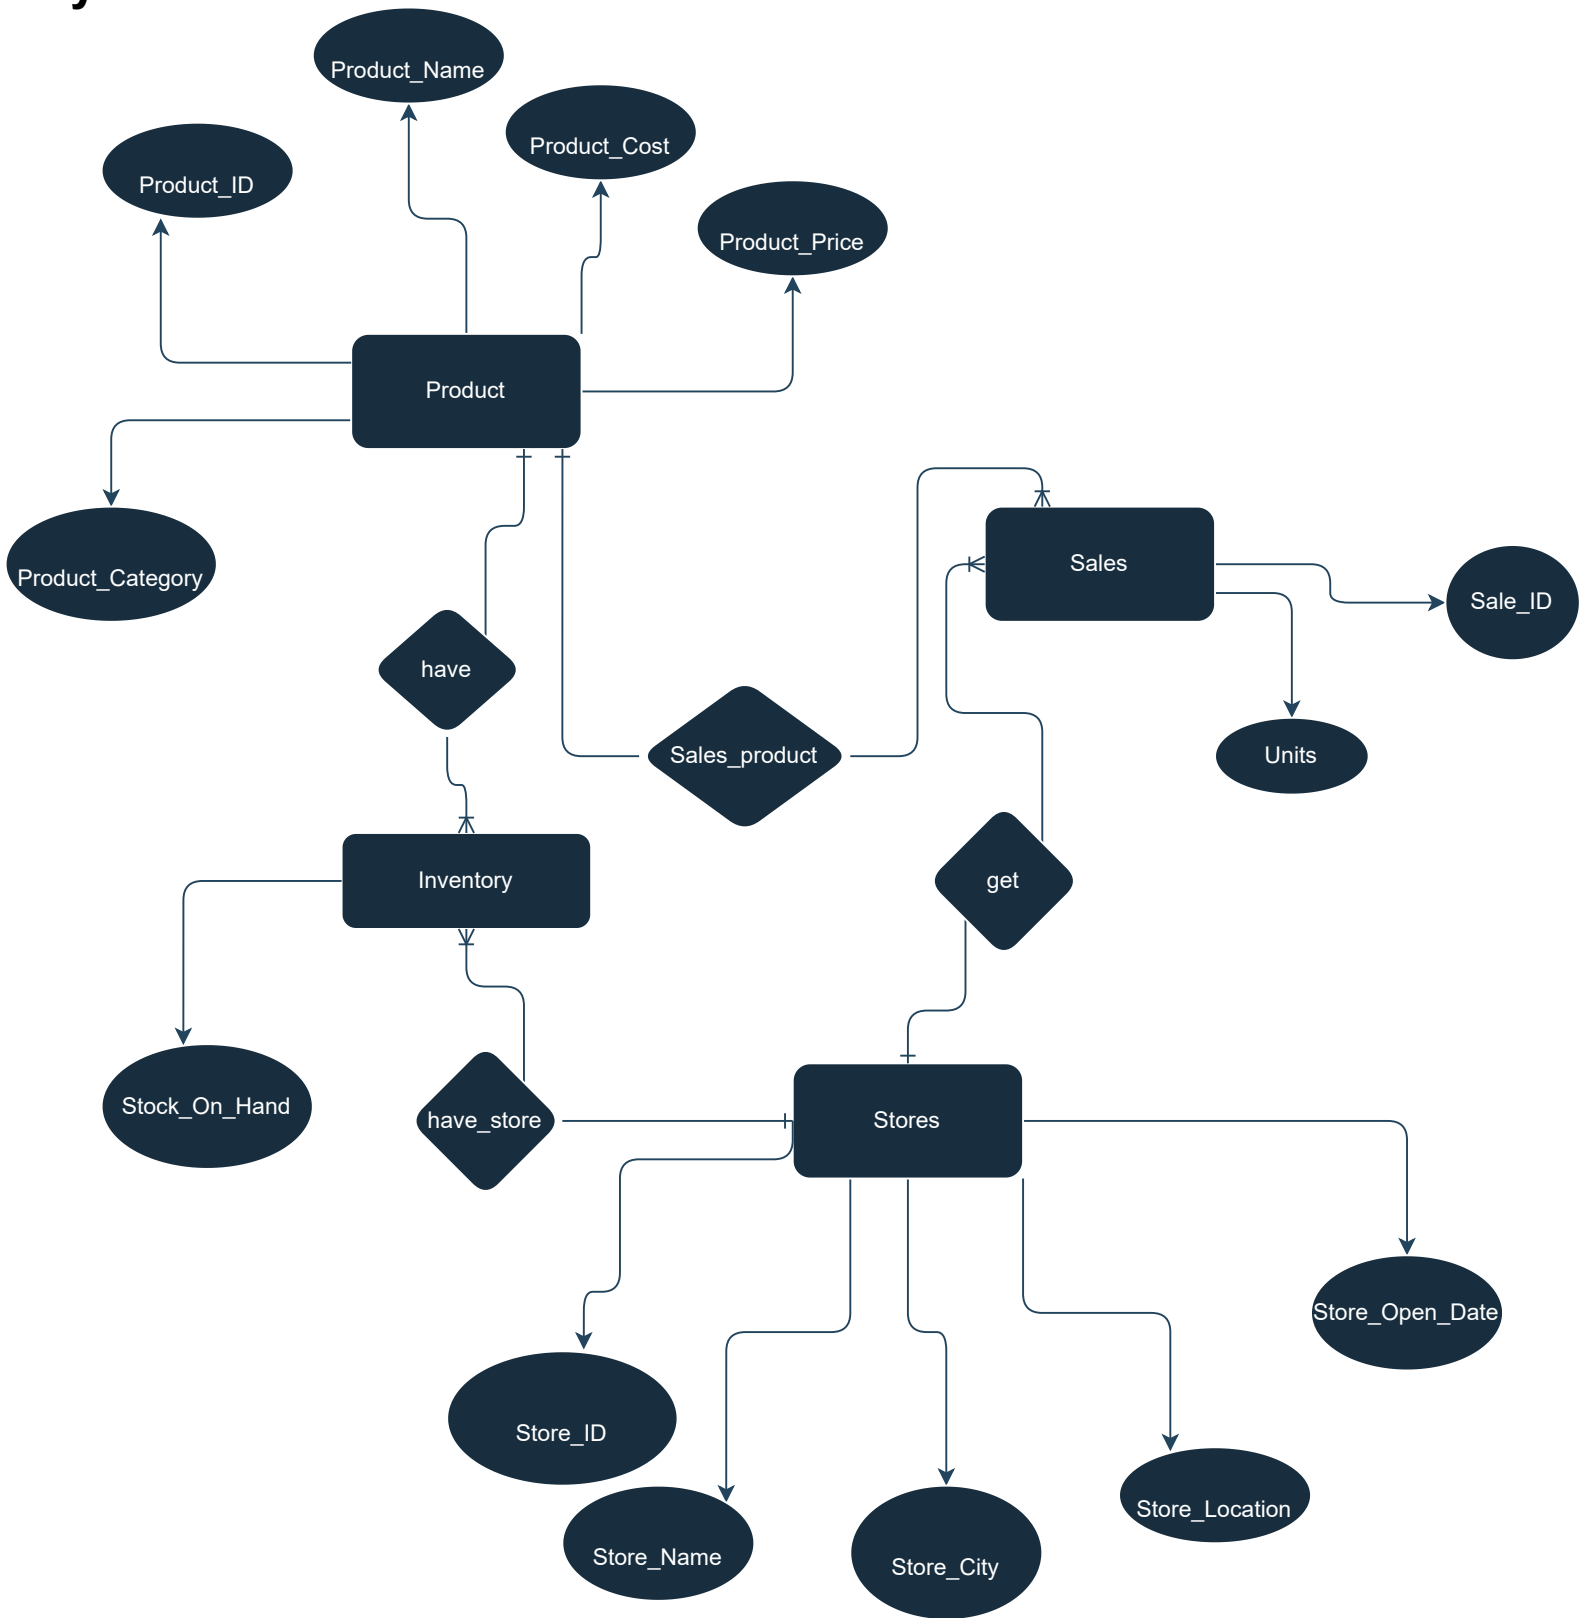 Product_Name
Product_Cost
Product_ID
Product_Price
Product
Product_Category
Sales
Sale_ID
have
Sales_product
Units
Inventory
get
Stock_On_Hand
have_store
Stores
Store_Open_Date
Store_ID
Store_Location
Store_Name
Store_City